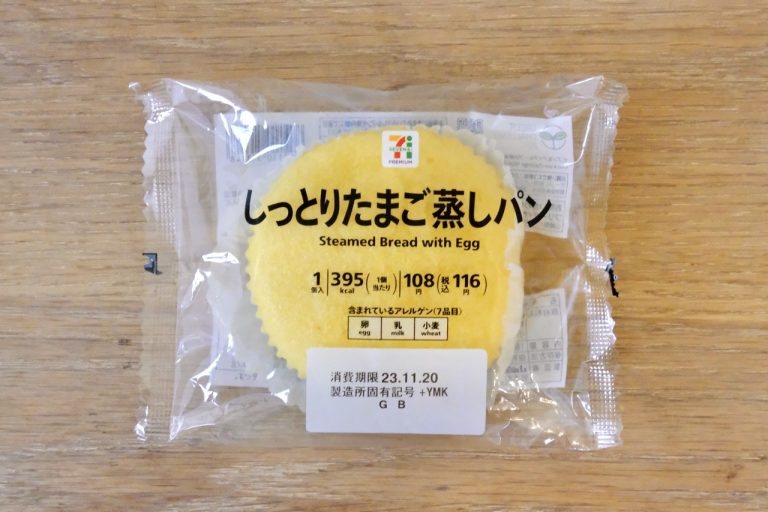 SEVEN&i
PREMIUM
しっとりたまご蒸しパン
Steamed Bread with Egg
1個入 395kcal (1個当たり) 108円 (税込116円)
含まれているアレルゲン(7品目)
卵 乳 小麦
egg milk wheat
消費期限 23.11.20
製造所固有記号 +YMK
G B